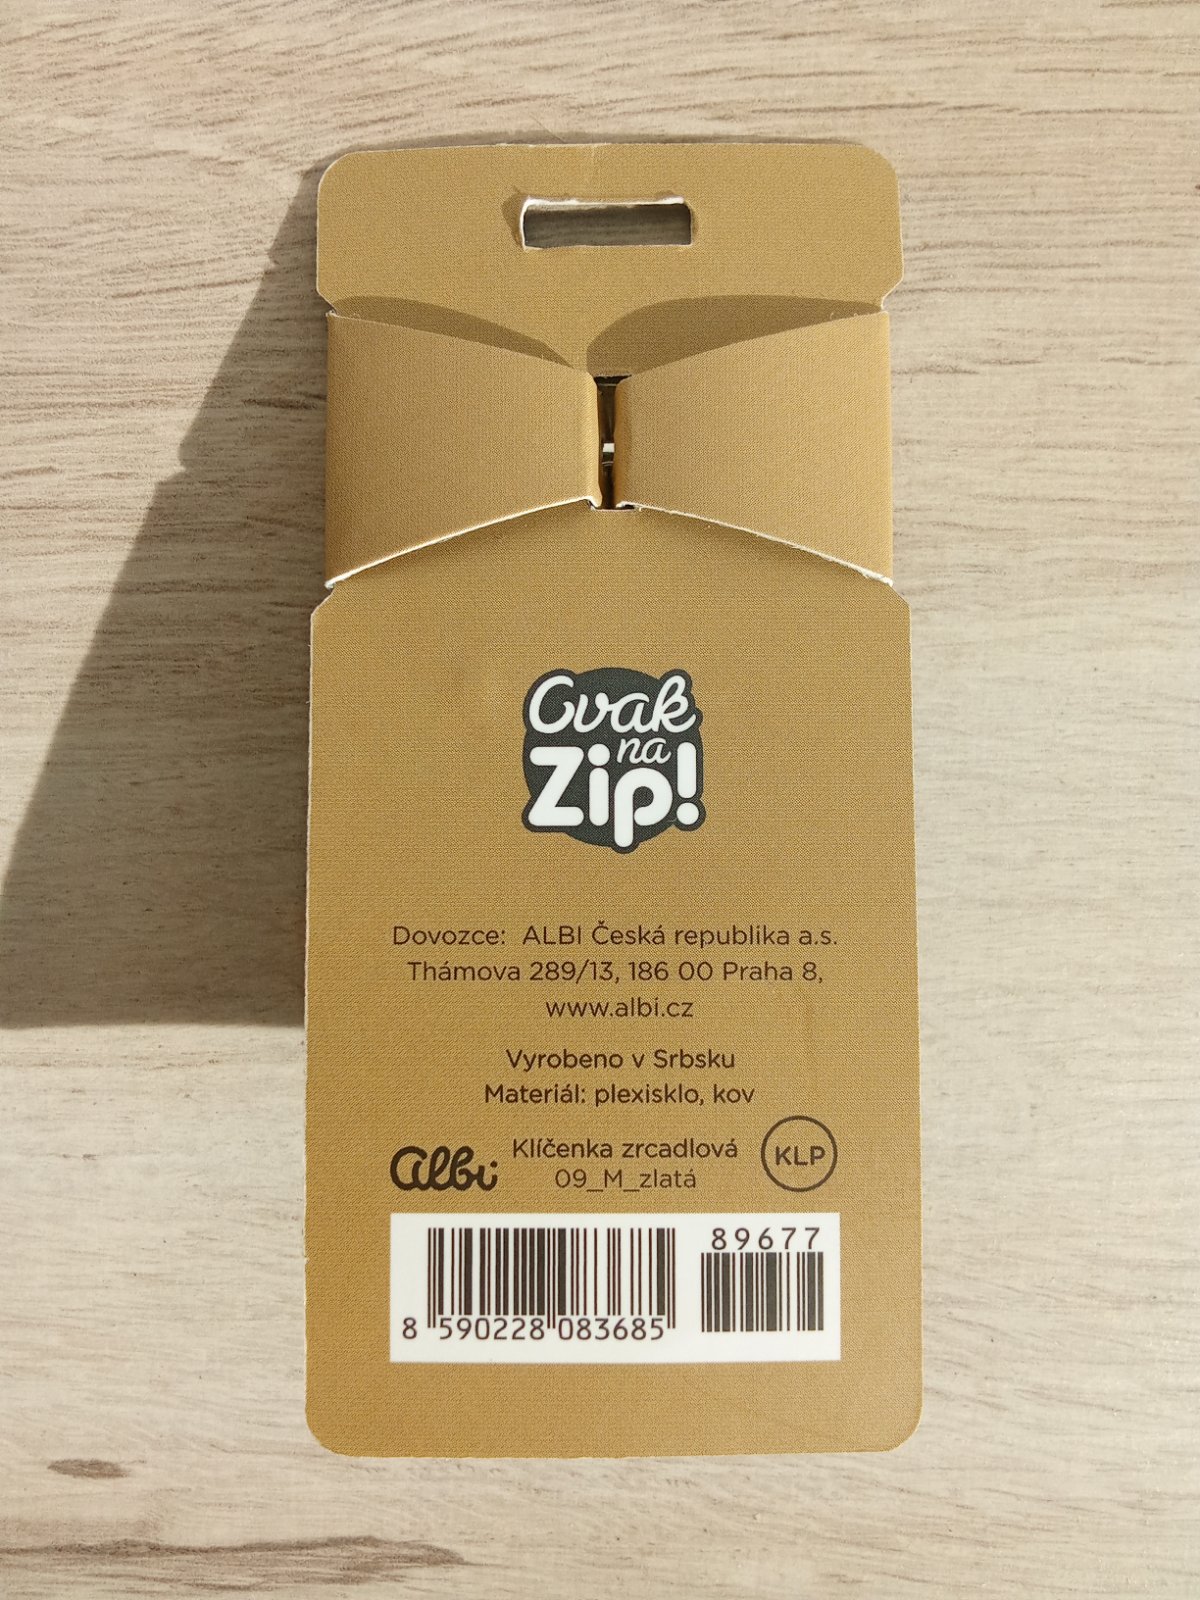 Cvak
na
Zip!
Dovozce: ALBI Česká republika a.s.
Thámova 289/13, 186 00 Praha 8,
www.albi.cz
Vyrobeno v Srbsku
Materiál: plexisklo, kov
albi
Klíčenka zrcadlová
09_M_zlatá
KLP
89677
8 590228 083685